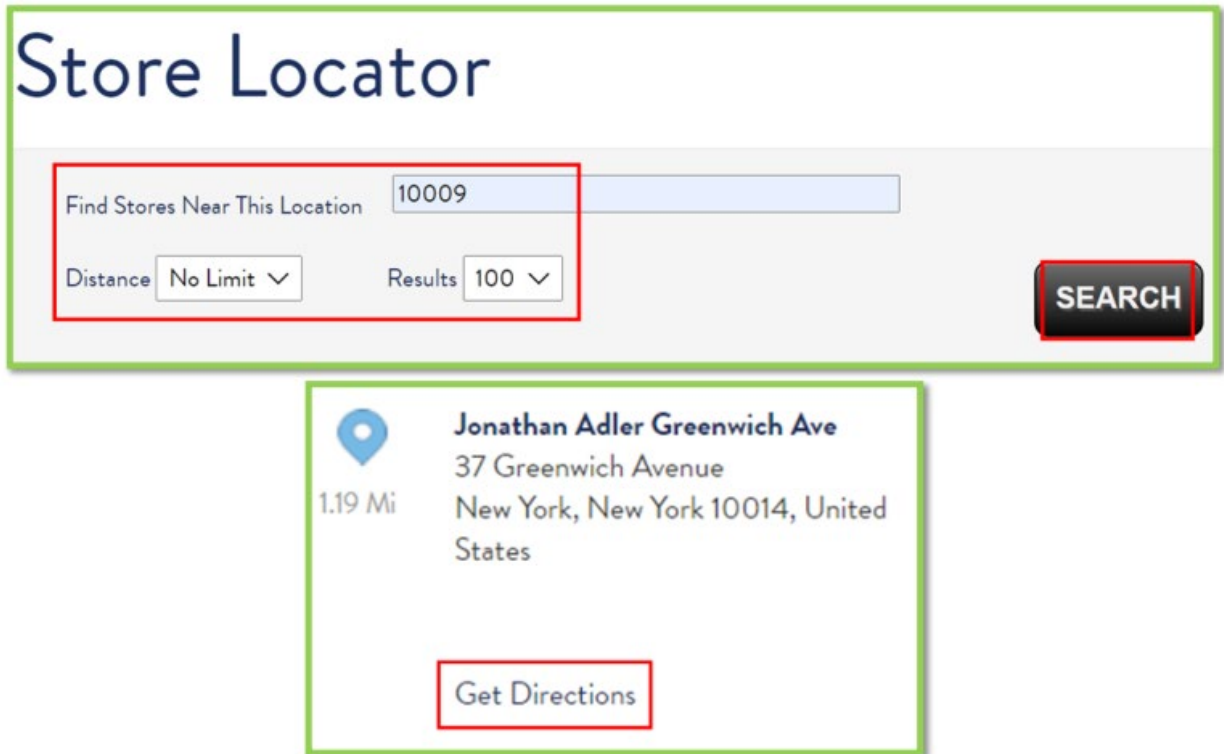 Store Locator
Find Stores Near This Location 10009
Distance No Limit Results 100
SEARCH
Jonathan Adler Greenwich Ave
37 Greenwich Avenue
1.19 Mi
New York, New York 10014, United
States
Get Directions